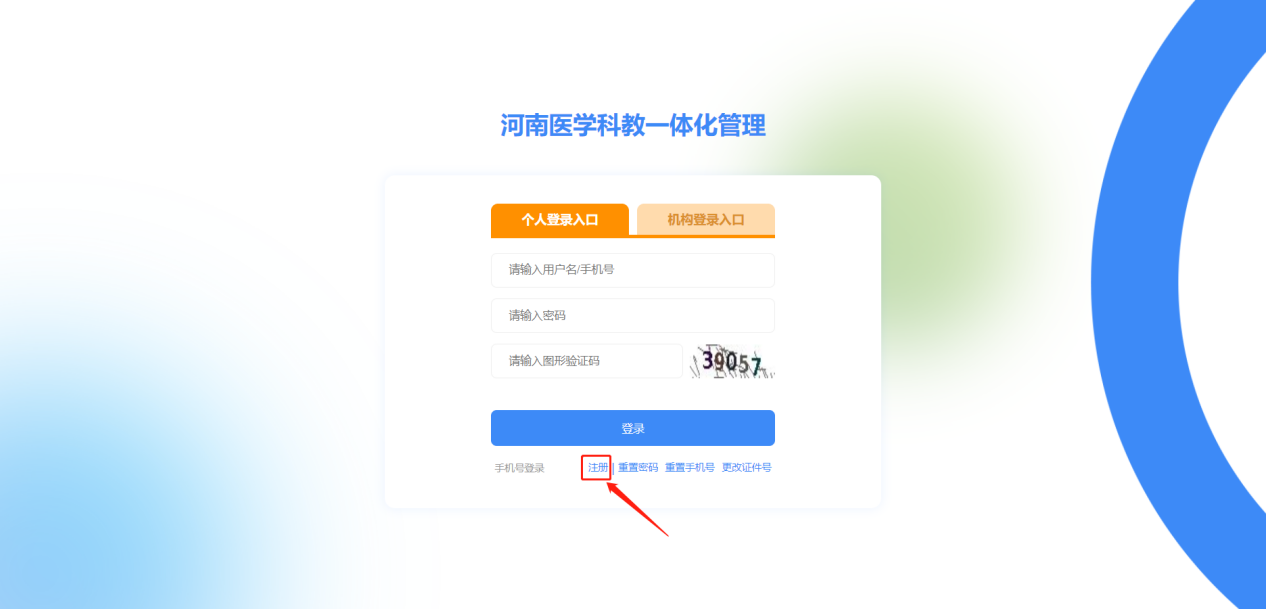 河南医学科教一体化管理
个人登录入口 机构登录入口
请输入用户名/手机号
请输入密码
请输入图形验证码 39057
登录
手机号登录 注册 | 重置密码 重置手机号 更改证件号